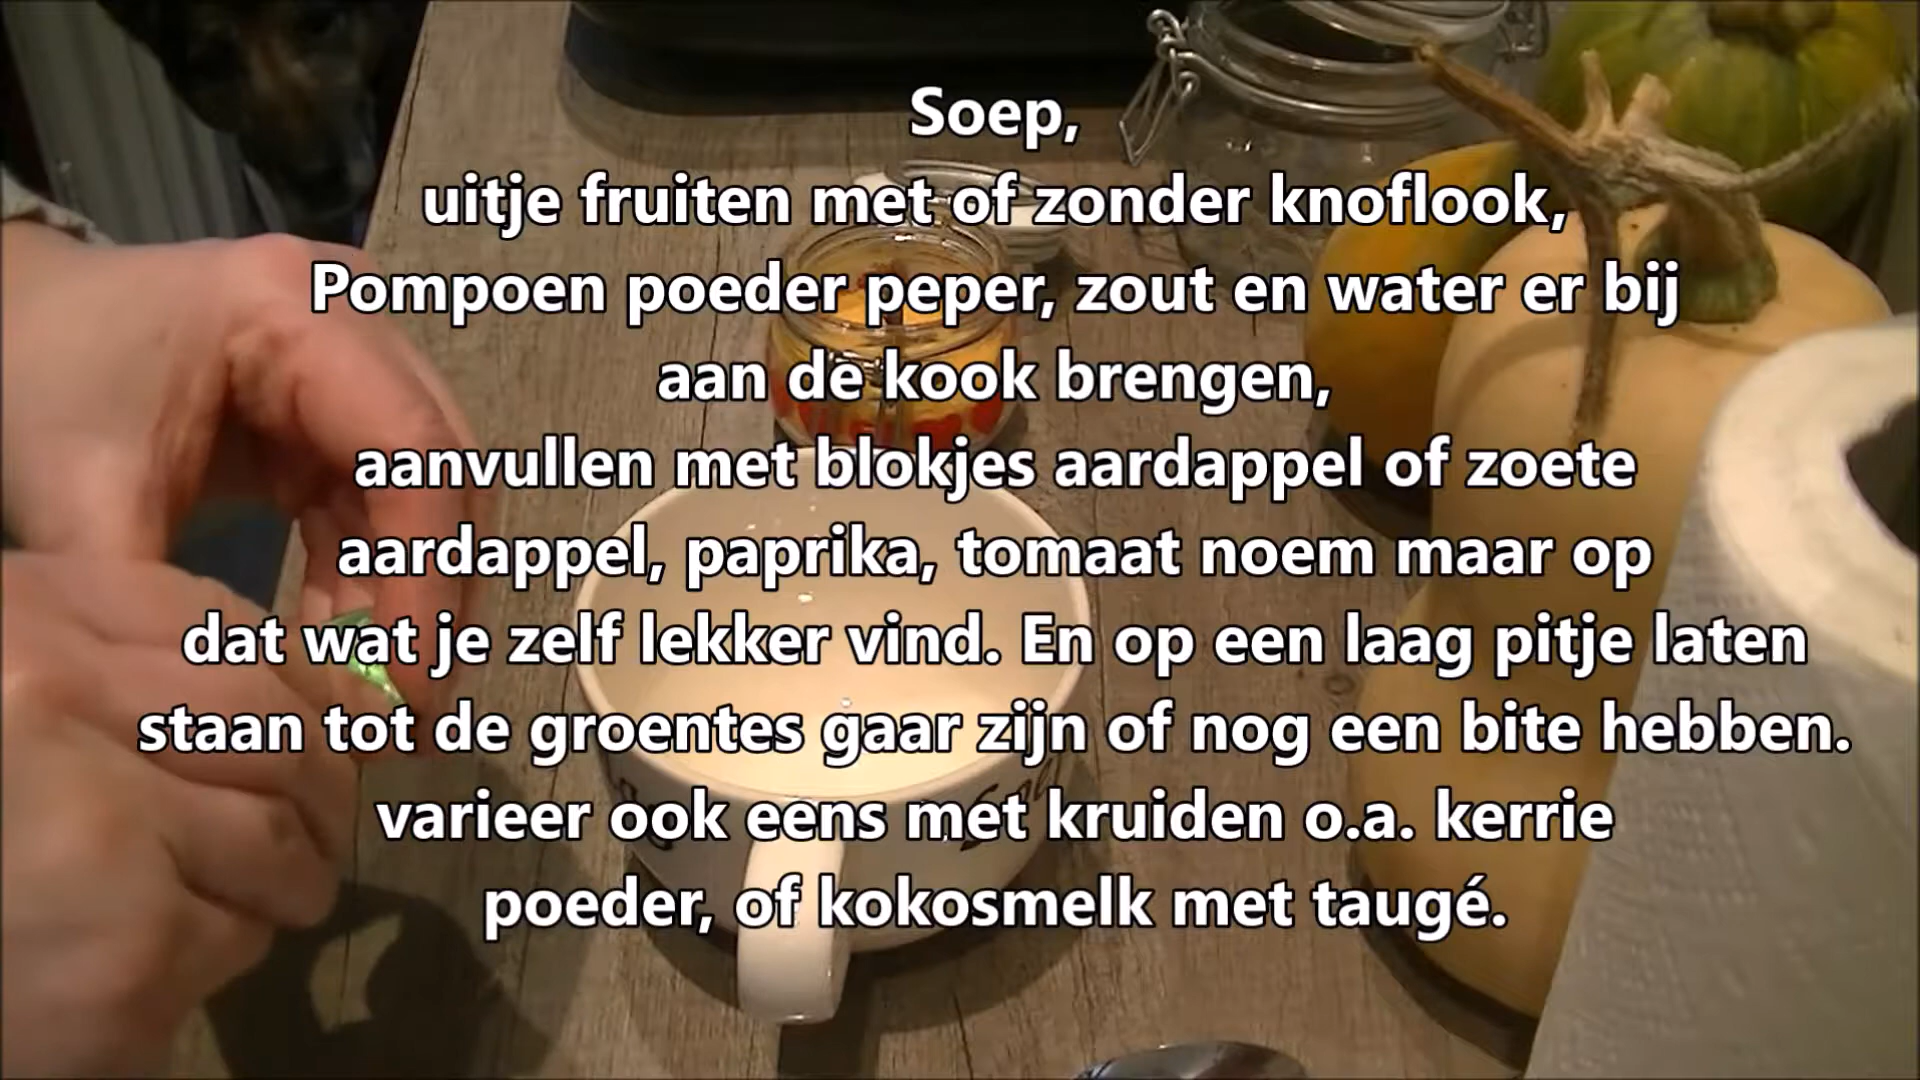 Soep,
uitje fruiten met of zonder knoflook,
Pompoen poeder peper, zout en water er bij
aan de kook brengen,
aanvullen met blokjes aardappel of zoete
aardappel, paprika, tomaat noem maar op
dat wat je zelf lekker vind. En op een laag pitje laten
staan tot de groentes gaar zijn of nog een bite hebben.
varieer ook eens met kruiden o.a. kerrie
poeder, of kokosmelk met taugé.